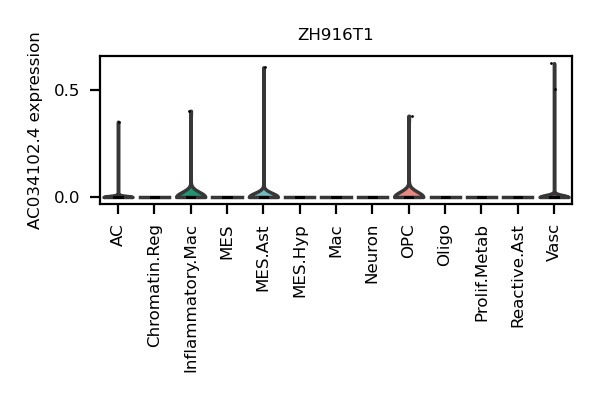 ZH916T1
AC034102.4 expression
0.5
0.0
AC
Chromatin.Reg
Inflammatory.Mac
MES
MES.Ast
MES.Hyp
Mac
Neuron
OPC
Oligo
Prolif.Metab
Reactive.Ast
Vasc